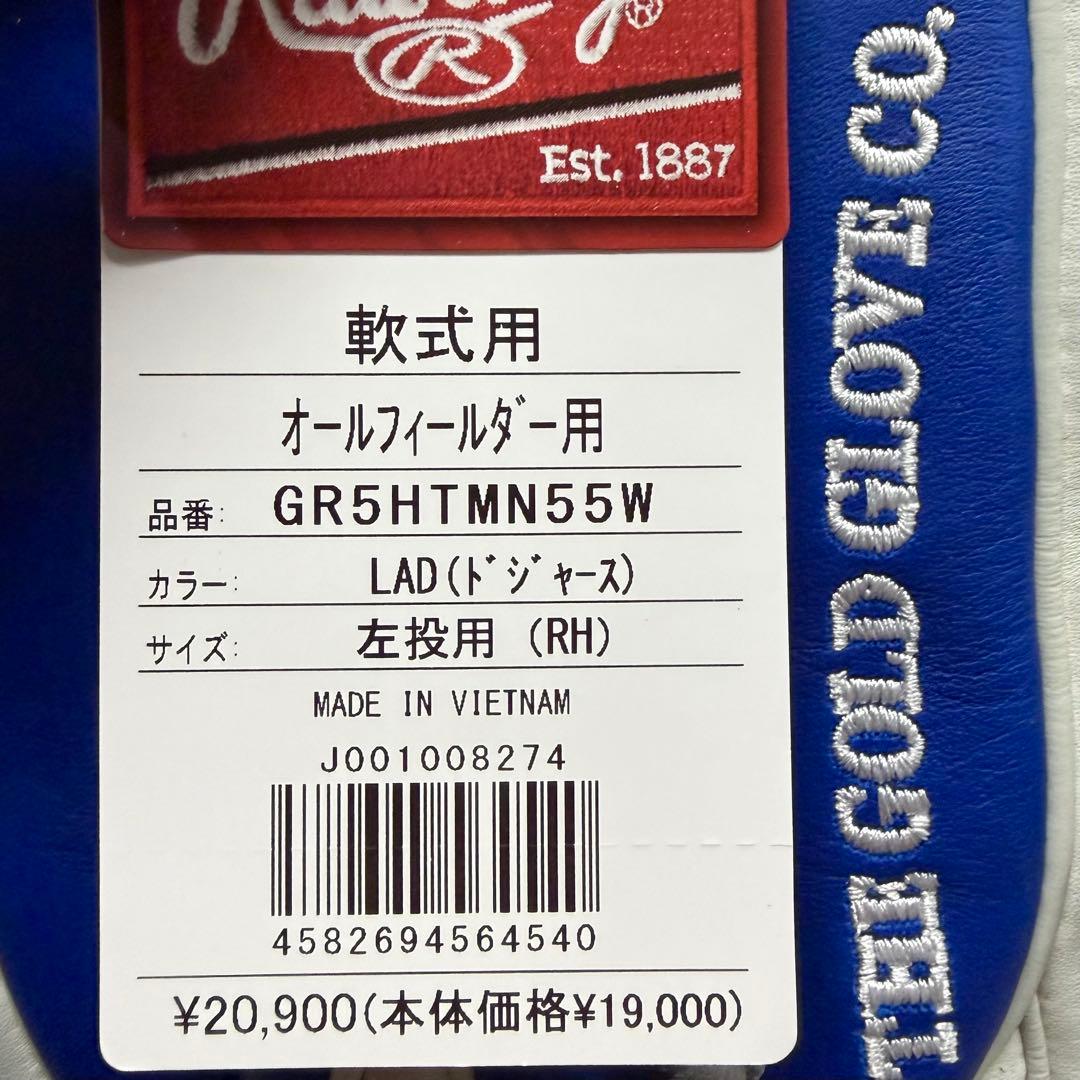 Rawlings
R
Est. 1887
軟式用
オールフィールダー用
品番: GR5HTMN55W
カラー: LAD(ドジャース)
サイズ: 左投用 (RH)
MADE IN VIETNAM
J001008274
4582694564540
¥20,900(本体価格¥19,000)
THE GOLD GLOVE CO.